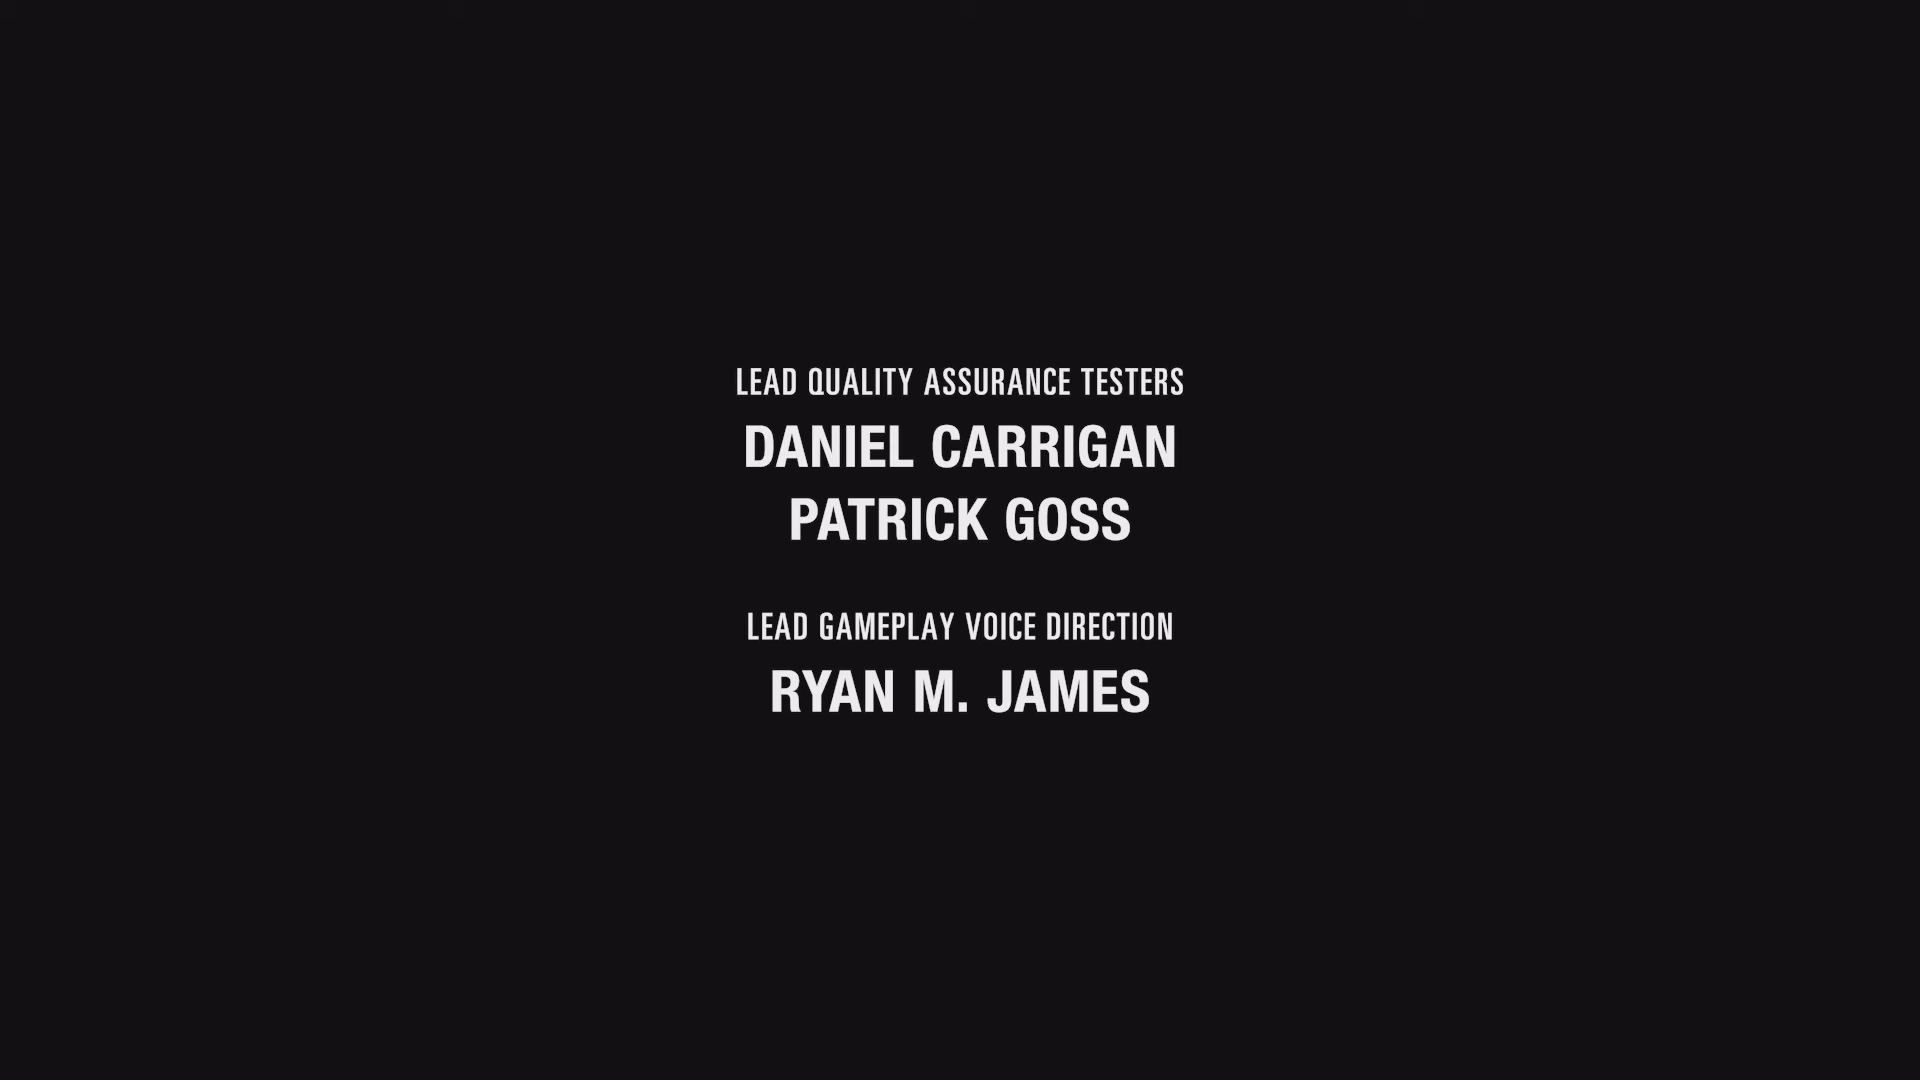 LEAD QUALITY ASSURANCE TESTERS
DANIEL CARRIGAN
PATRICK GOSS
LEAD GAMEPLAY VOICE DIRECTION
RYAN M. JAMES